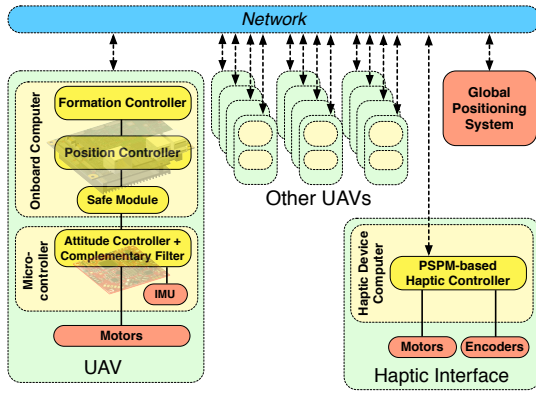 Network
Onboard Computer
Formation Controller
Position Controller
Safe Module
Micro-
controller
Attitude Controller +
Complementary Filter
IMU
Motors
UAV
Other UAVs
Global
Positioning
System
Haptic Device
Computer
PSPM-based
Haptic Controller
Motors
Encoders
Haptic Interface